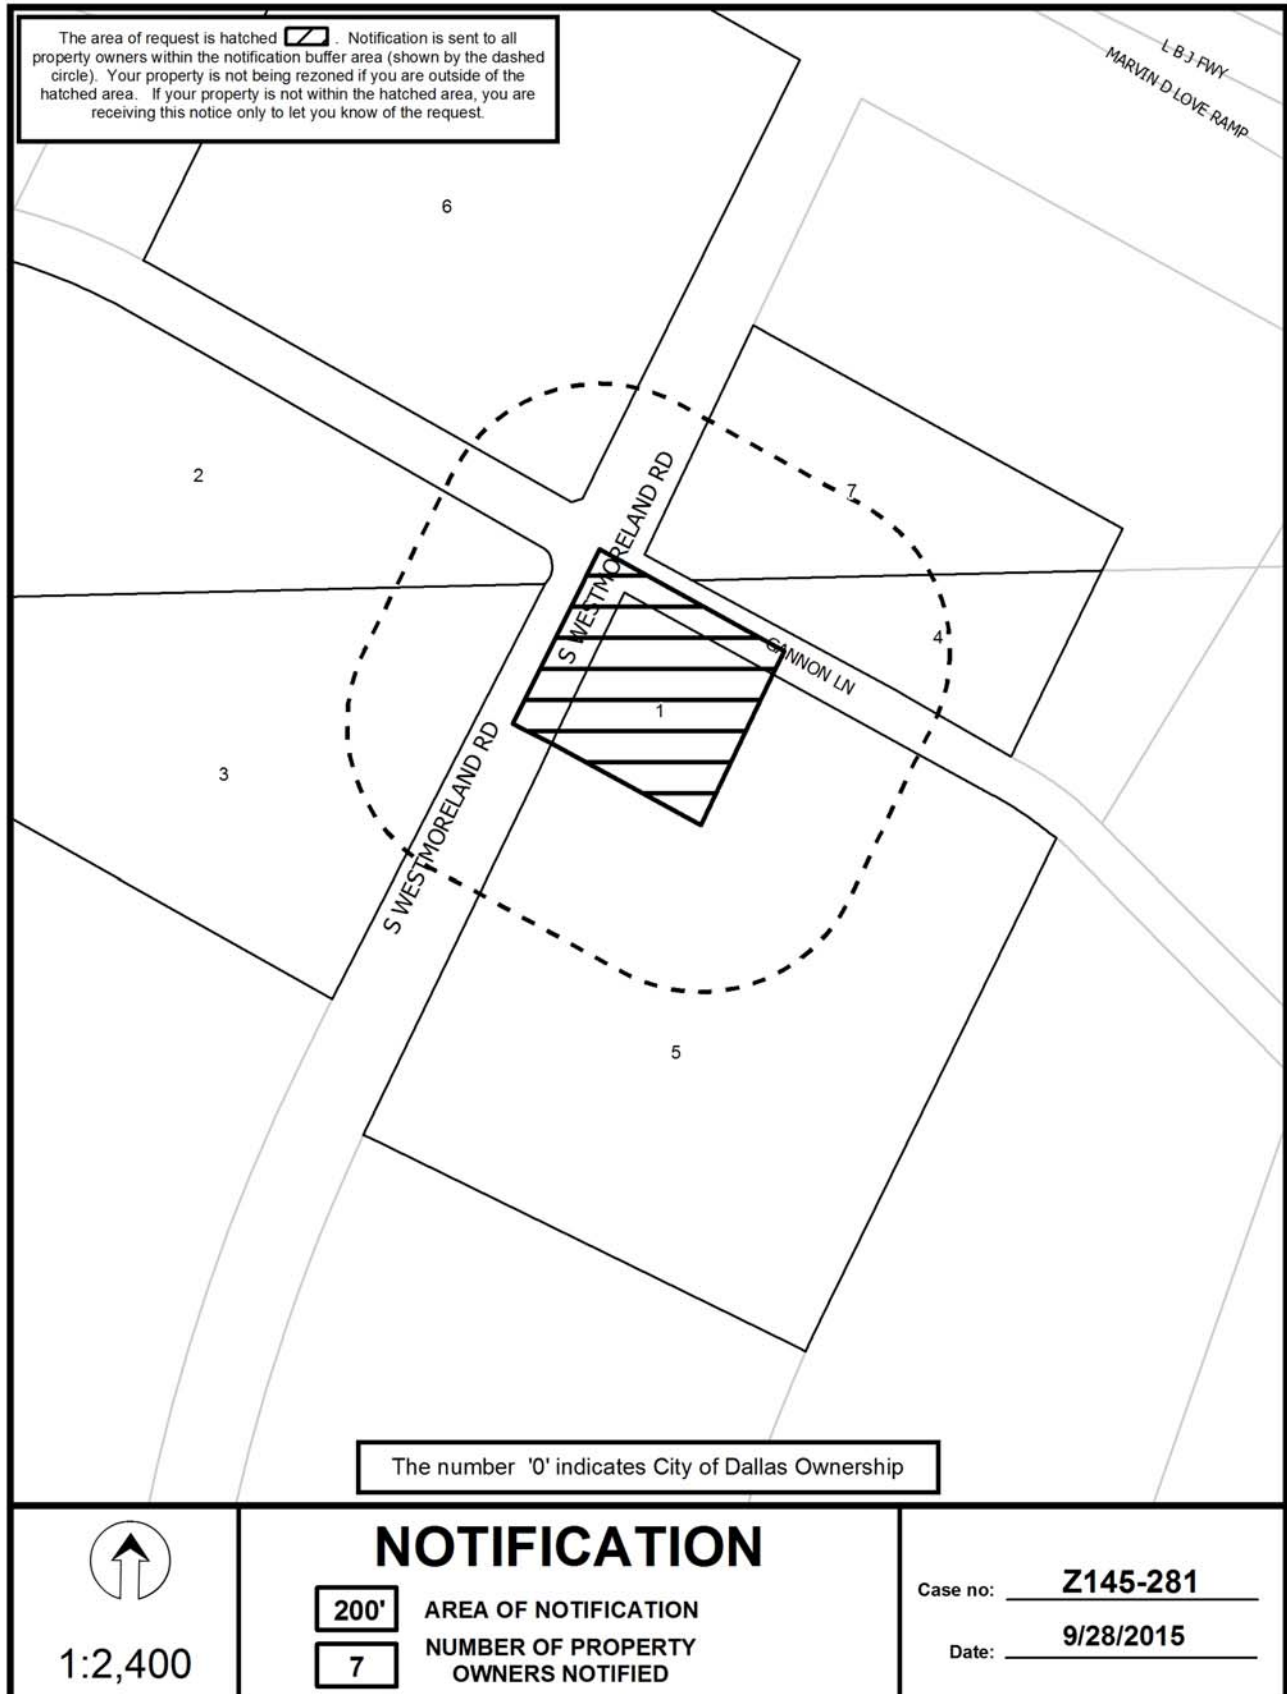 The area of request is hatched . Notification is sent to all
property owners within the notification buffer area (shown by the dashed
circle). Your property is not being rezoned if you are outside of the
hatched area. If your property is not within the hatched area, you are
receiving this notice only to let you know of the request.
L B J FWY
MARVIN D LOVE RAMP
6
2
7
S WESTMORELAND RD
4
GANNON LN
1
3
S WESTMORELAND RD
5
The number '0' indicates City of Dallas Ownership
1:2,400
NOTIFICATION
200' AREA OF NOTIFICATION
7 NUMBER OF PROPERTY
OWNERS NOTIFIED
Case no: Z145-281
Date: 9/28/2015